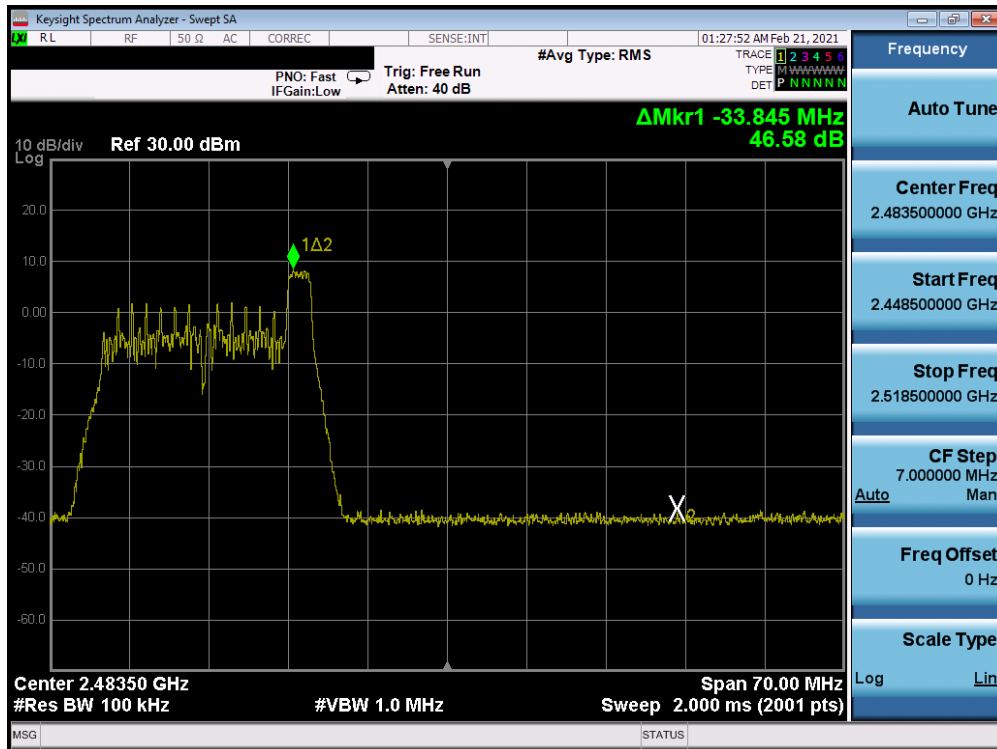 Keysight Spectrum Analyzer - Swept SA
LXI RL RF 50 Ω AC CORREC SENSE:INT 01:27:52 AM Feb 21, 2021
PNO: Fast
IFGain:Low
Trig: Free Run
Atten: 40 dB
#Avg Type: RMS
TRACE 1 2 3 4 5 6
TYPE M WWWWW
DET P N N N N N
ΔMkr1 -33.845 MHz
46.58 dB
10 dB/div Ref 30.00 dBm
Log
20.0
1Δ2
10.0
0.00
-10.0
-20.0
-30.0
-40.0
X2
-50.0
-60.0
Center 2.48350 GHz Span 70.00 MHz
#Res BW 100 kHz #VBW 1.0 MHz Sweep 2.000 ms (2001 pts)
MSG STATUS
Frequency
Auto Tune
Center Freq
2.483500000 GHz
Start Freq
2.448500000 GHz
Stop Freq
2.518500000 GHz
CF Step
7.000000 MHz
Auto Man
Freq Offset
0 Hz
Scale Type
Log Lin